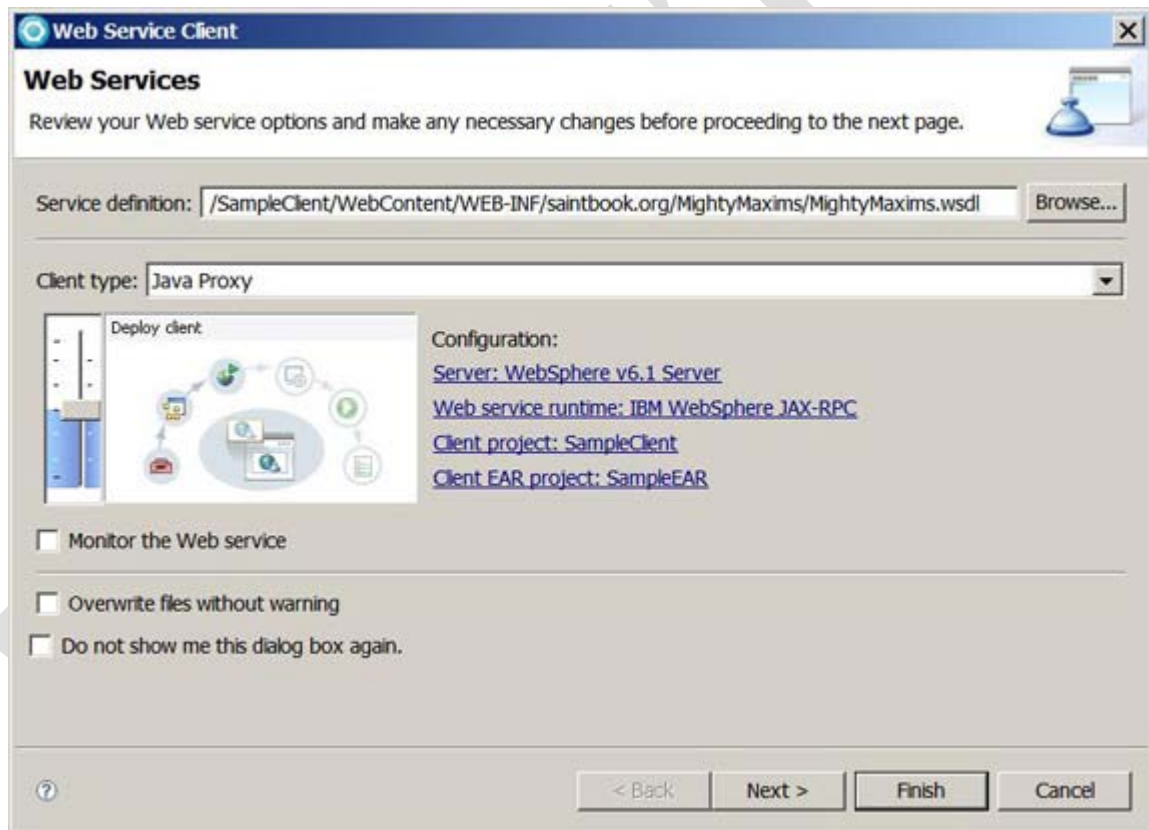 Web Service Client
Web Services
Review your Web service options and make any necessary changes before proceeding to the next page.
Service definition: /SampleClient/WebContent/WEB-INF/saintbook.org/MightyMaxims/MightyMaxims.wsdl Browse...
Client type: Java Proxy
Deploy client
Configuration:
Server: WebSphere v6.1 Server
Web service runtime: IBM WebSphere JAX-RPC
Client project: SampleClient
Client EAR project: SampleEAR
Monitor the Web service
Overwrite files without warning
Do not show me this dialog box again.
< Back Next > Finish Cancel